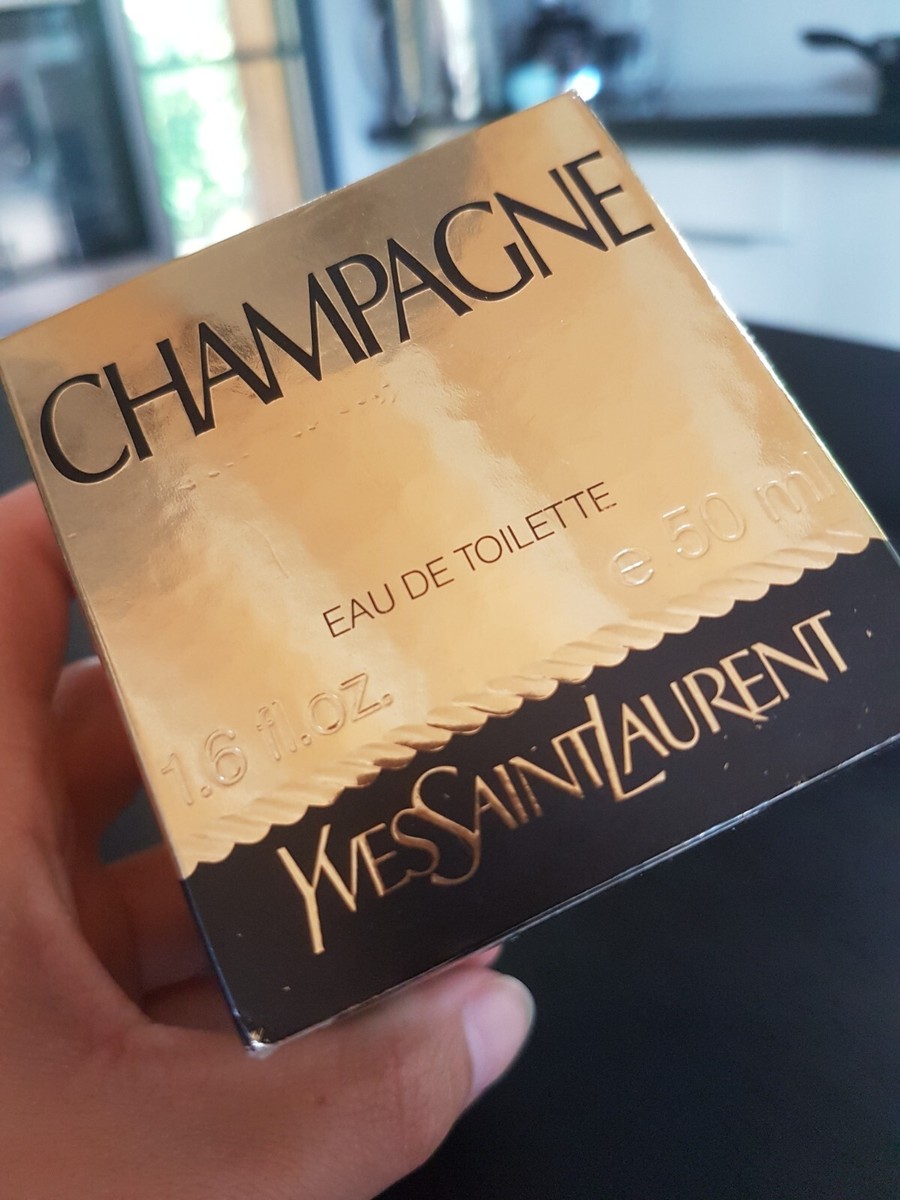 CHAMPAGNE
EAU DE TOILETTE
e 50 ml
1.6 fl.oz.
YVESSAINTLAURENT